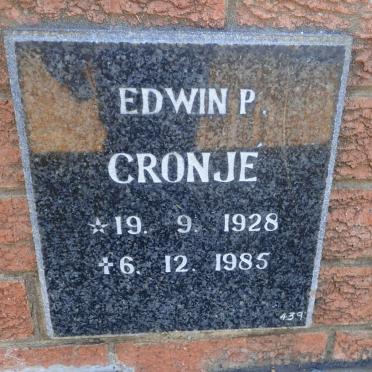 EDWIN P.
CRONJÉ
☆19. 9. 1928
✝6. 12. 1985
439